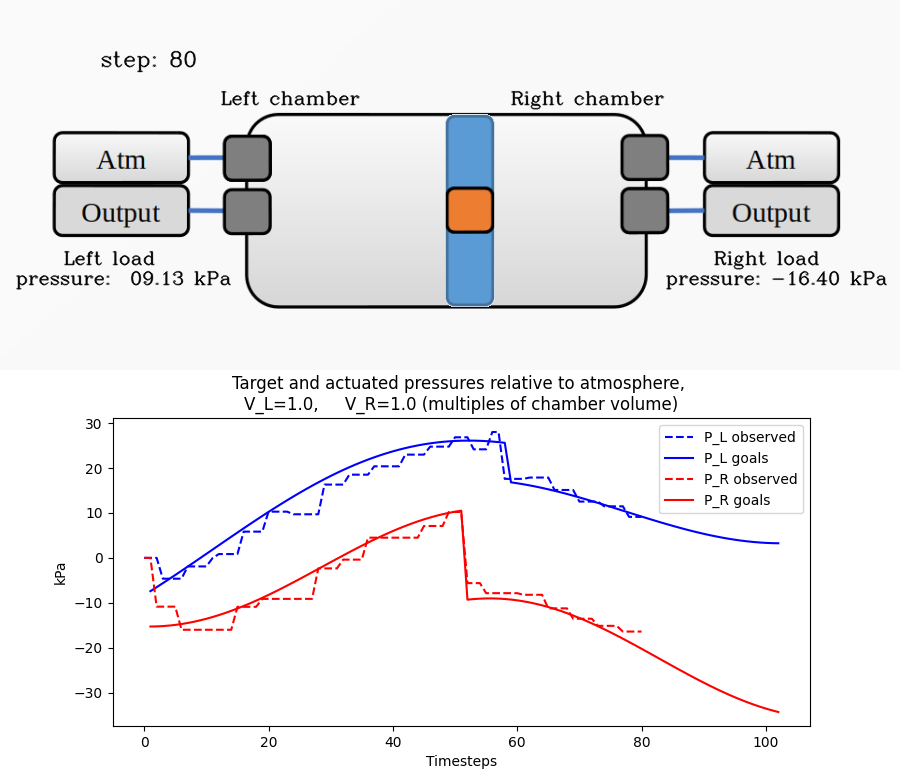 step: 80
Left chamber
Right chamber
Atm
Atm
Output
Output
Left load
pressure: 09.13 kPa
Right load
pressure: −16.40 kPa
Target and actuated pressures relative to atmosphere,
V_L=1.0, V_R=1.0 (multiples of chamber volume)
30
20
10
0
−10
−20
−30
kPa
P_L observed
P_L goals
P_R observed
P_R goals
0 20 40 60 80 100
Timesteps